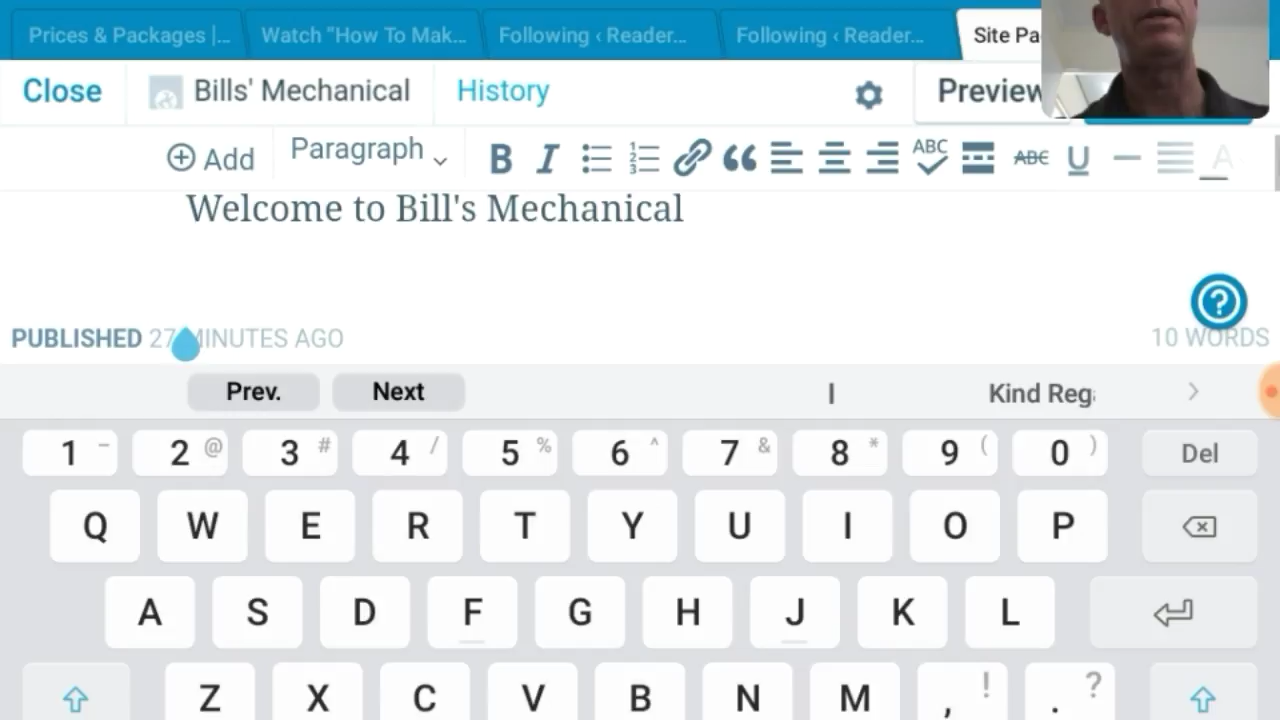 Prices & Packages |... Watch "How To Mak... Following ‹ Reader... Following ‹ Reader... Site Pa
Close Bills' Mechanical History Preview
Add Paragraph B I ABC ABC U A
Welcome to Bill's Mechanical
PUBLISHED 27 MINUTES AGO 10 WORDS
Prev. Next I Kind Reg
1 – 2 @ 3 # 4 / 5 % 6 ^ 7 & 8 * 9 ( 0 ) Del
Q W E R T Y U I O P
A S D F G H J K L
Z X C V B N M , ! . ?